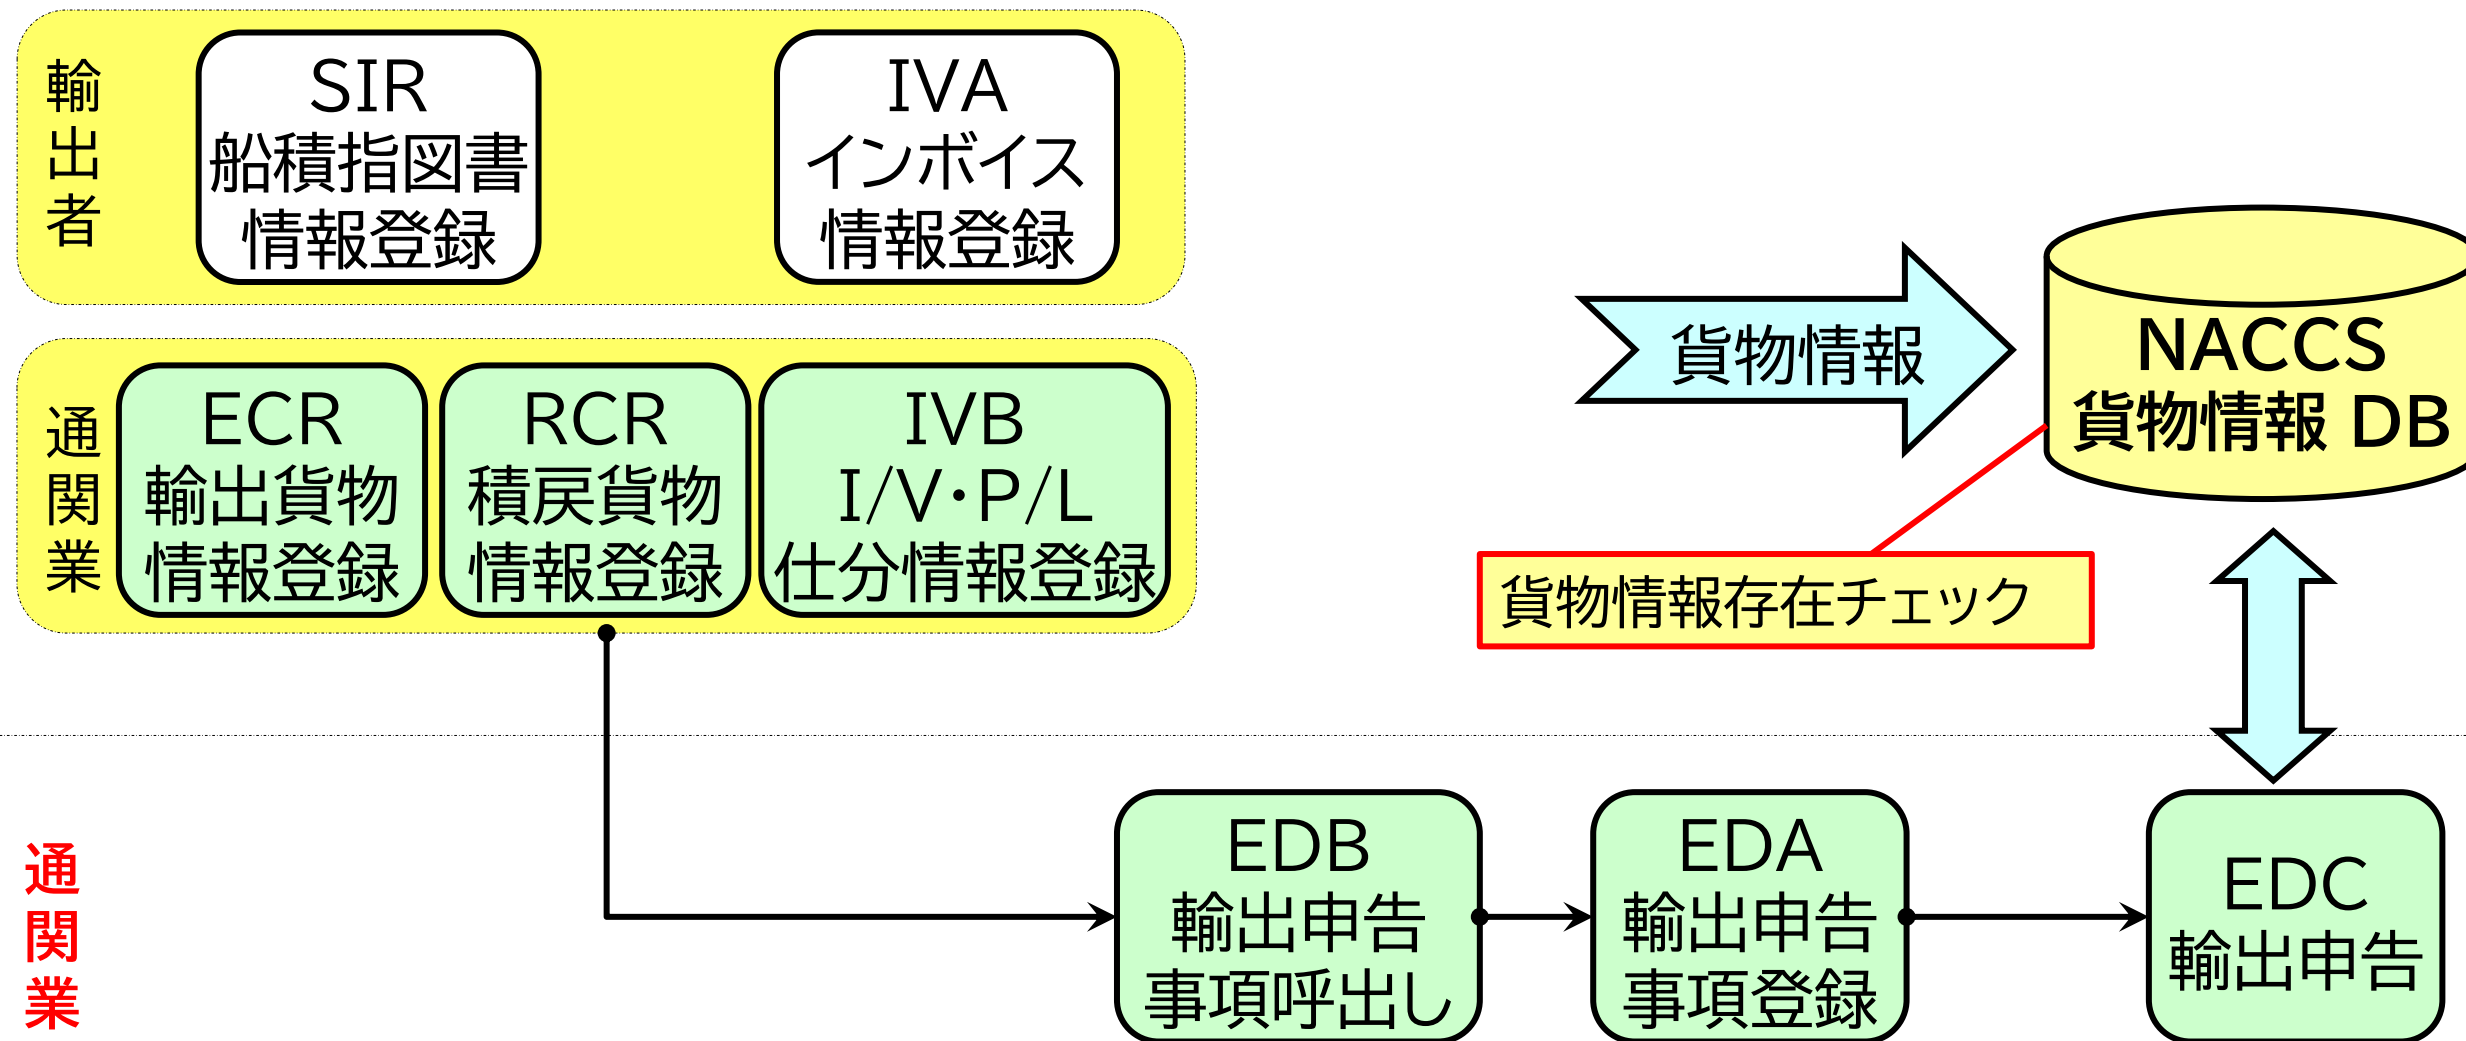 輸出者
SIR
船積指図書
情報登録
IVA
インボイス
情報登録
通関業
ECR
輸出貨物
情報登録
RCR
積戻貨物
情報登録
IVB
I/V・P/L
仕分情報登録
貨物情報
NACCS
貨物情報 DB
貨物情報存在チェック
通関業
EDB
輸出申告
事項呼出し
EDA
輸出申告
事項登録
EDC
輸出申告